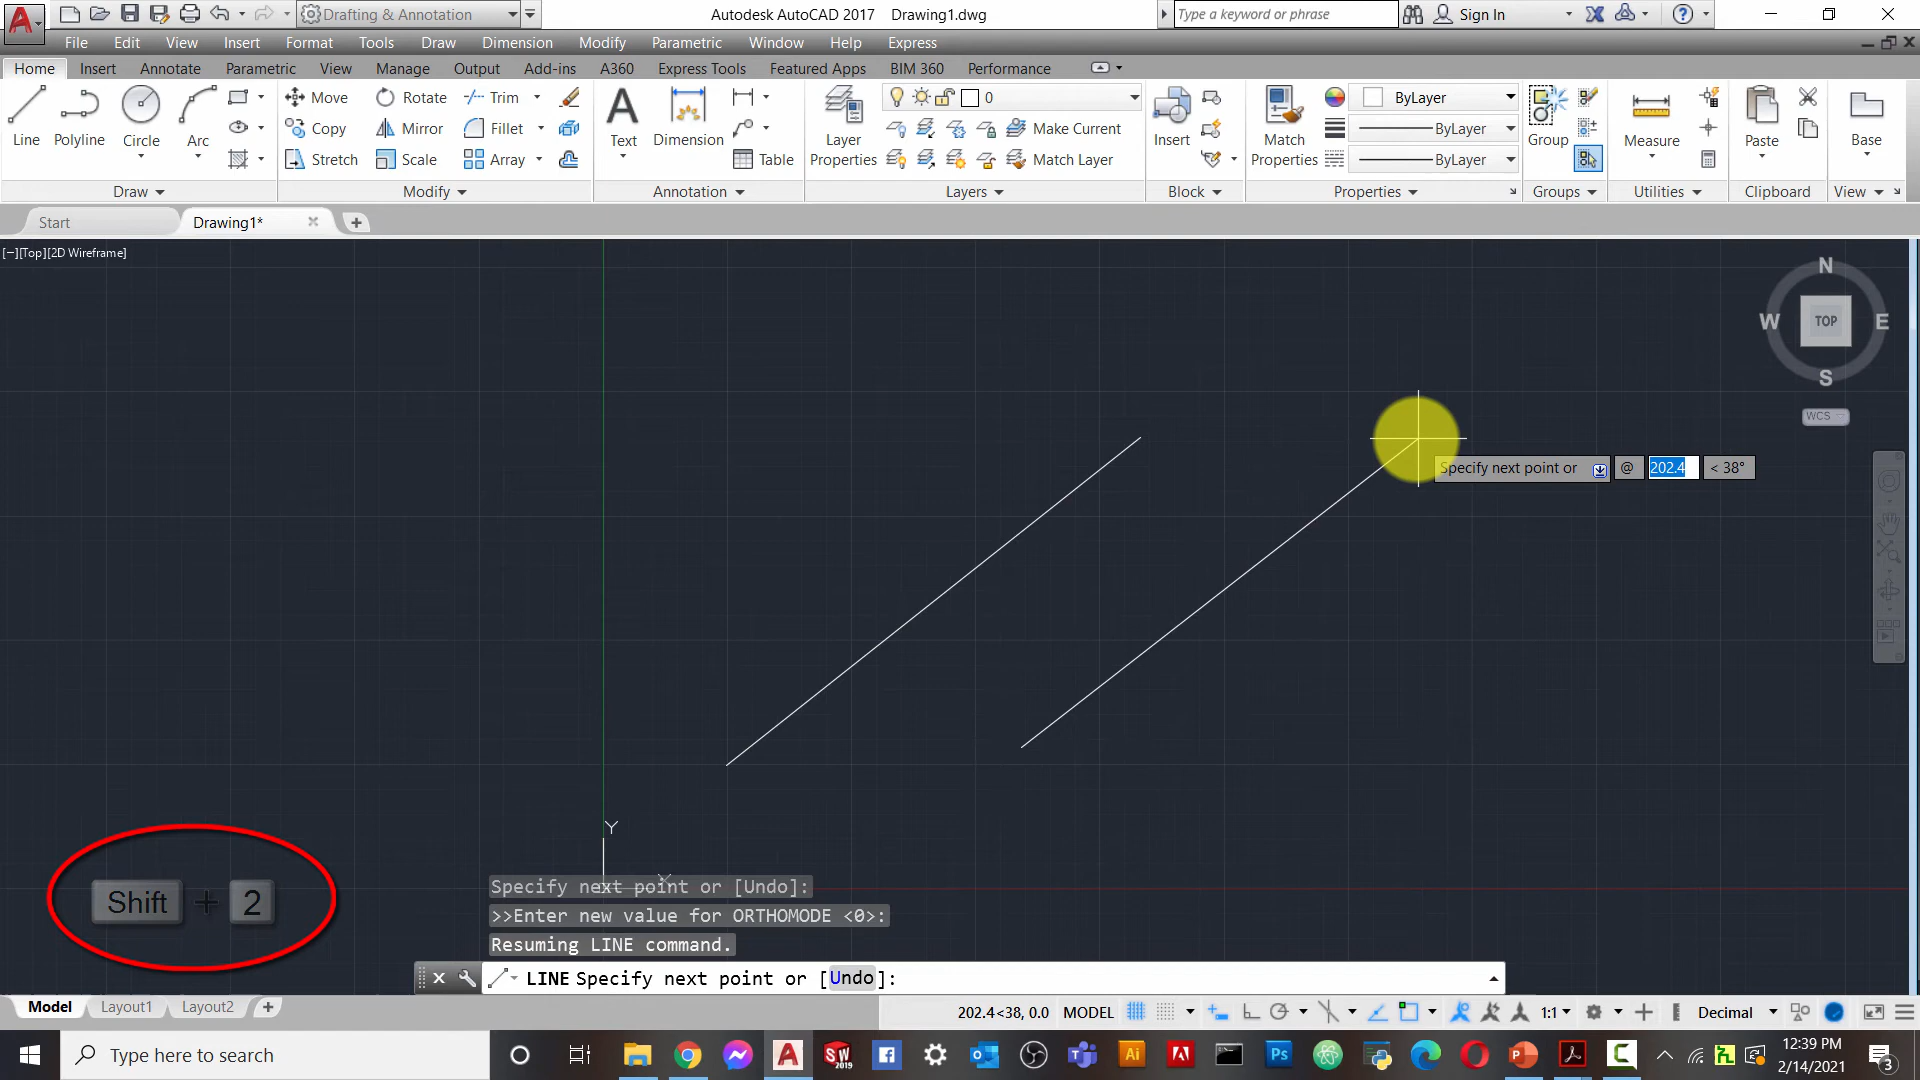 Drafting & Annotation
Autodesk AutoCAD 2017 Drawing1.dwg
Type a keyword or phrase
Sign In
File Edit View Insert Format Tools Draw Dimension Modify Parametric Window Help Express
Home Insert Annotate Parametric View Manage Output Add-ins A360 Express Tools Featured Apps BIM 360 Performance
Line Polyline Circle Arc
Move Rotate Trim
Copy Mirror Fillet
Stretch Scale Array
Text Dimension
Table
Layer Properties
0
Make Current
Match Layer
Insert
Match Properties
ByLayer
ByLayer
ByLayer
Group
Measure
Paste
Base
Draw Modify Annotation Layers Block Properties Groups Utilities Clipboard View
Start Drawing1*
[−][Top][2D Wireframe]
N
W TOP E
S
WCS
Specify next point or @ 202.4 < 38°
Y
X
Shift + 2
Specify next point or [Undo]:
>>Enter new value for ORTHOMODE <0>:
Resuming LINE command.
LINE Specify next point or [Undo]:
Model Layout1 Layout2
202.4<38, 0.0 MODEL
1:1
Decimal
Type here to search
SW
2019
Ai
Ps
12:39 PM
2/14/2021
3